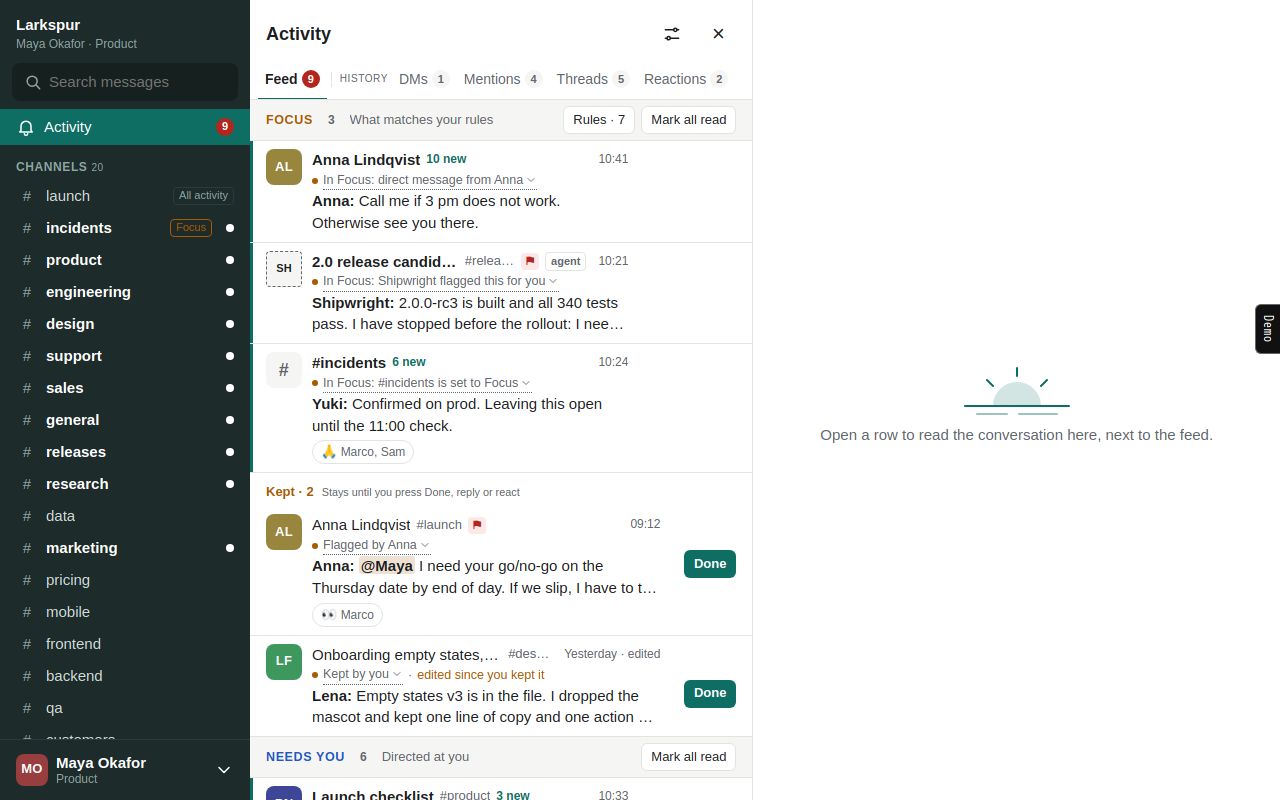 Larkspur
Maya Okafor · Product
Search messages
Activity 9
CHANNELS 20
# launch All activity
# incidents Focus
# product
# engineering
# design
# support
# sales
# general
# releases
# research
# data
# marketing
# pricing
# mobile
# frontend
# backend
# qa
MO Maya Okafor
Product
Activity
Feed 9 HISTORY DMs 1 Mentions 4 Threads 5 Reactions 2
FOCUS 3 What matches your rules Rules · 7 Mark all read
AL Anna Lindqvist 10 new 10:41
In Focus: direct message from Anna
Anna: Call me if 3 pm does not work.
Otherwise see you there.
SH 2.0 release candid… #relea… agent 10:21
In Focus: Shipwright flagged this for you
Shipwright: 2.0.0-rc3 is built and all 340 tests
pass. I have stopped before the rollout: I nee…
# #incidents 6 new 10:24
In Focus: #incidents is set to Focus
Yuki: Confirmed on prod. Leaving this open
until the 11:00 check.
🙏 Marco, Sam
Kept · 2 Stays until you press Done, reply or react
AL Anna Lindqvist #launch 09:12
Flagged by Anna
Anna: @Maya I need your go/no-go on the
Thursday date by end of day. If we slip, I have to t…
Done
👀 Marco
LF Onboarding empty states,… #des… Yesterday · edited
Kept by you · edited since you kept it
Lena: Empty states v3 is in the file. I dropped the
mascot and kept one line of copy and one action …
Done
NEEDS YOU 6 Directed at you Mark all read
Launch checklist #product 3 new 10:33
Open a row to read the conversation here, next to the feed.
Demo